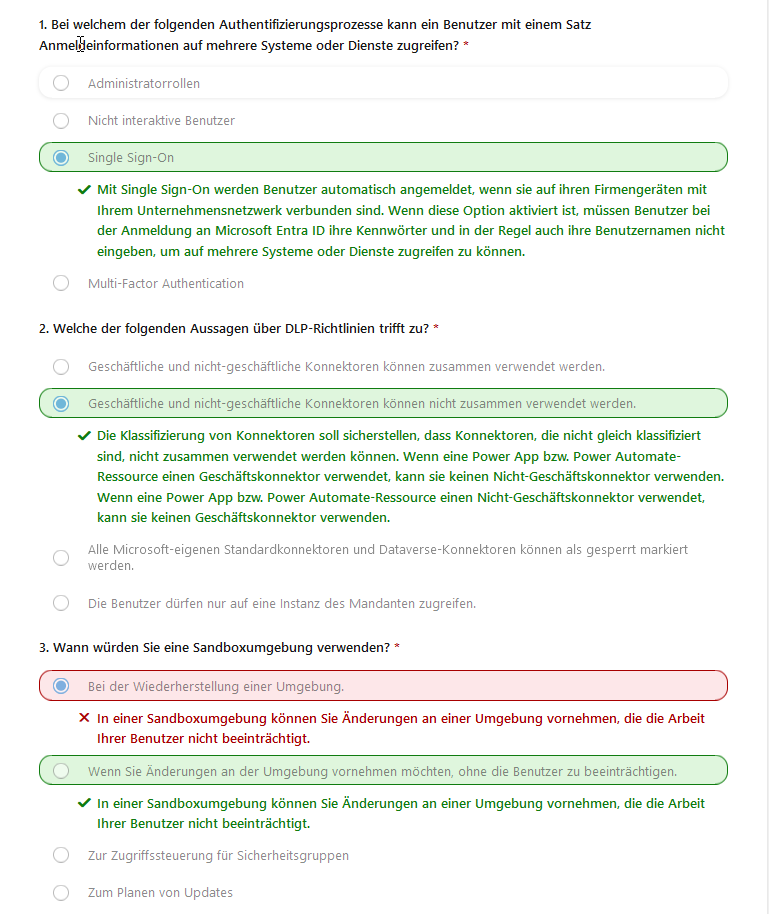 1. Bei welchem der folgenden Authentifizierungsprozesse kann ein Benutzer mit einem Satz
Anmeldeinformationen auf mehrere Systeme oder Dienste zugreifen? *
Administratorrollen
Nicht interaktive Benutzer
Single Sign-On
Mit Single Sign-On werden Benutzer automatisch angemeldet, wenn sie auf ihren Firmengeräten mit
Ihrem Unternehmensnetzwerk verbunden sind. Wenn diese Option aktiviert ist, müssen Benutzer bei
der Anmeldung an Microsoft Entra ID ihre Kennwörter und in der Regel auch ihre Benutzernamen nicht
eingeben, um auf mehrere Systeme oder Dienste zugreifen zu können.
Multi-Factor Authentication
2. Welche der folgenden Aussagen über DLP-Richtlinien trifft zu? *
Geschäftliche und nicht-geschäftliche Konnektoren können zusammen verwendet werden.
Geschäftliche und nicht-geschäftliche Konnektoren können nicht zusammen verwendet werden.
Die Klassifizierung von Konnektoren soll sicherstellen, dass Konnektoren, die nicht gleich klassifiziert
sind, nicht zusammen verwendet werden können. Wenn eine Power App bzw. Power Automate-
Ressource einen Geschäftskonnektor verwendet, kann sie keinen Nicht-Geschäftskonnektor verwenden.
Wenn eine Power App bzw. Power Automate-Ressource einen Nicht-Geschäftskonnektor verwendet,
kann sie keinen Geschäftskonnektor verwenden.
Alle Microsoft-eigenen Standardkonnektoren und Dataverse-Konnektoren können als gesperrt markiert
werden.
Die Benutzer dürfen nur auf eine Instanz des Mandanten zugreifen.
3. Wann würden Sie eine Sandboxumgebung verwenden? *
Bei der Wiederherstellung einer Umgebung.
In einer Sandboxumgebung können Sie Änderungen an einer Umgebung vornehmen, die die Arbeit
Ihrer Benutzer nicht beeinträchtigt.
Wenn Sie Änderungen an der Umgebung vornehmen möchten, ohne die Benutzer zu beeinträchtigen.
In einer Sandboxumgebung können Sie Änderungen an einer Umgebung vornehmen, die die Arbeit
Ihrer Benutzer nicht beeinträchtigt.
Zur Zugriffssteuerung für Sicherheitsgruppen
Zum Planen von Updates